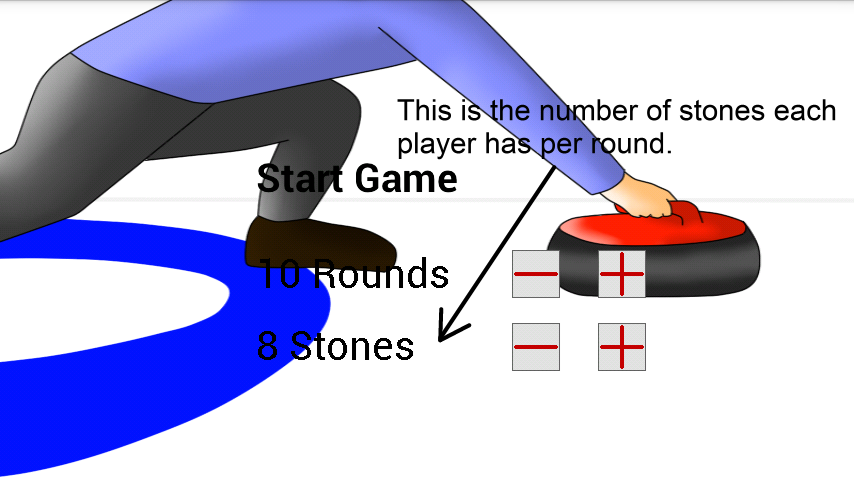 This is the number of stones each
player has per round.
Start Game
10 Rounds
8 Stones